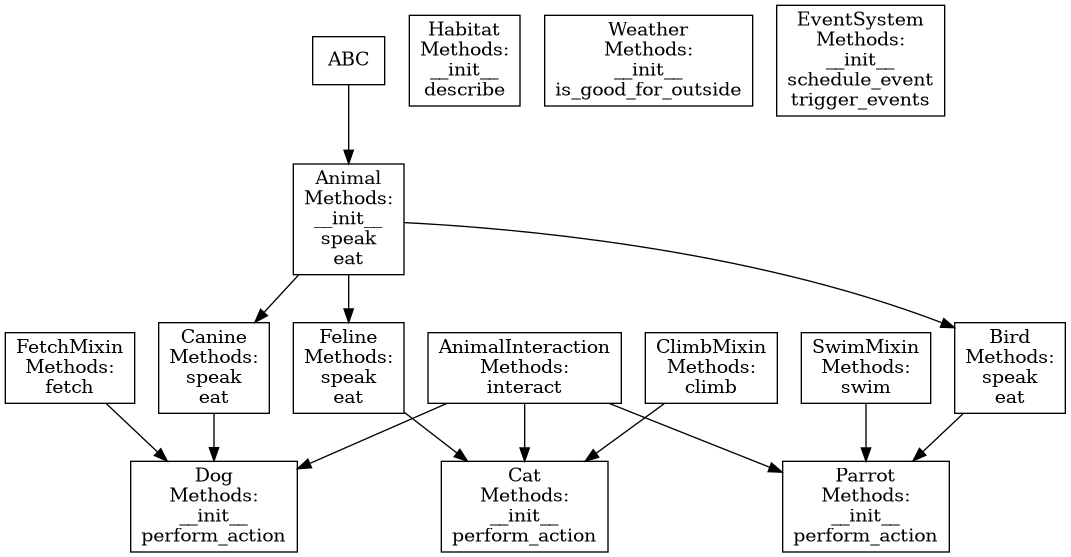 ABC
Habitat
Methods:
__init__
describe
Weather
Methods:
__init__
is_good_for_outside
EventSystem
Methods:
__init__
schedule_event
trigger_events
Animal
Methods:
__init__
speak
eat
FetchMixin
Methods:
fetch
Canine
Methods:
speak
eat
Feline
Methods:
speak
eat
AnimalInteraction
Methods:
interact
ClimbMixin
Methods:
climb
SwimMixin
Methods:
swim
Bird
Methods:
speak
eat
Dog
Methods:
__init__
perform_action
Cat
Methods:
__init__
perform_action
Parrot
Methods:
__init__
perform_action